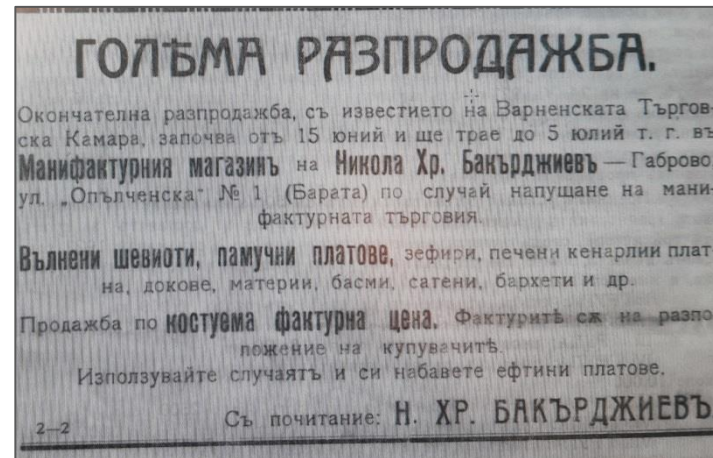 ГОЛѢМА РАЗПРОДАЖБА.
Окончателна разпродажба, съ известието на Варненската Търгов-
ска Камара, започва отъ 15 юний и ще трае до 5 юлий т. г. въ
Манифактурния магазинъ на Никола Хр. Бакърджиевъ — Габрово,
ул. „Опълченска“ № 1 (Барата) по случай напущане на мани-
фактурната търговия.
Вълнени шевиоти, памучни платове, зефири, печени кенарлии плат-
на, докове, материи, басми, сатени, бархети и др.
Продажба по костуема фактурна цена. Фактуритѣ сѫ на разпо
ложение на купувачитѣ.
Използувайте случаятъ и си набавете ефтини платове.
2—2
Съ почитание: Н. ХР. БАКЪРДЖИЕВЪ